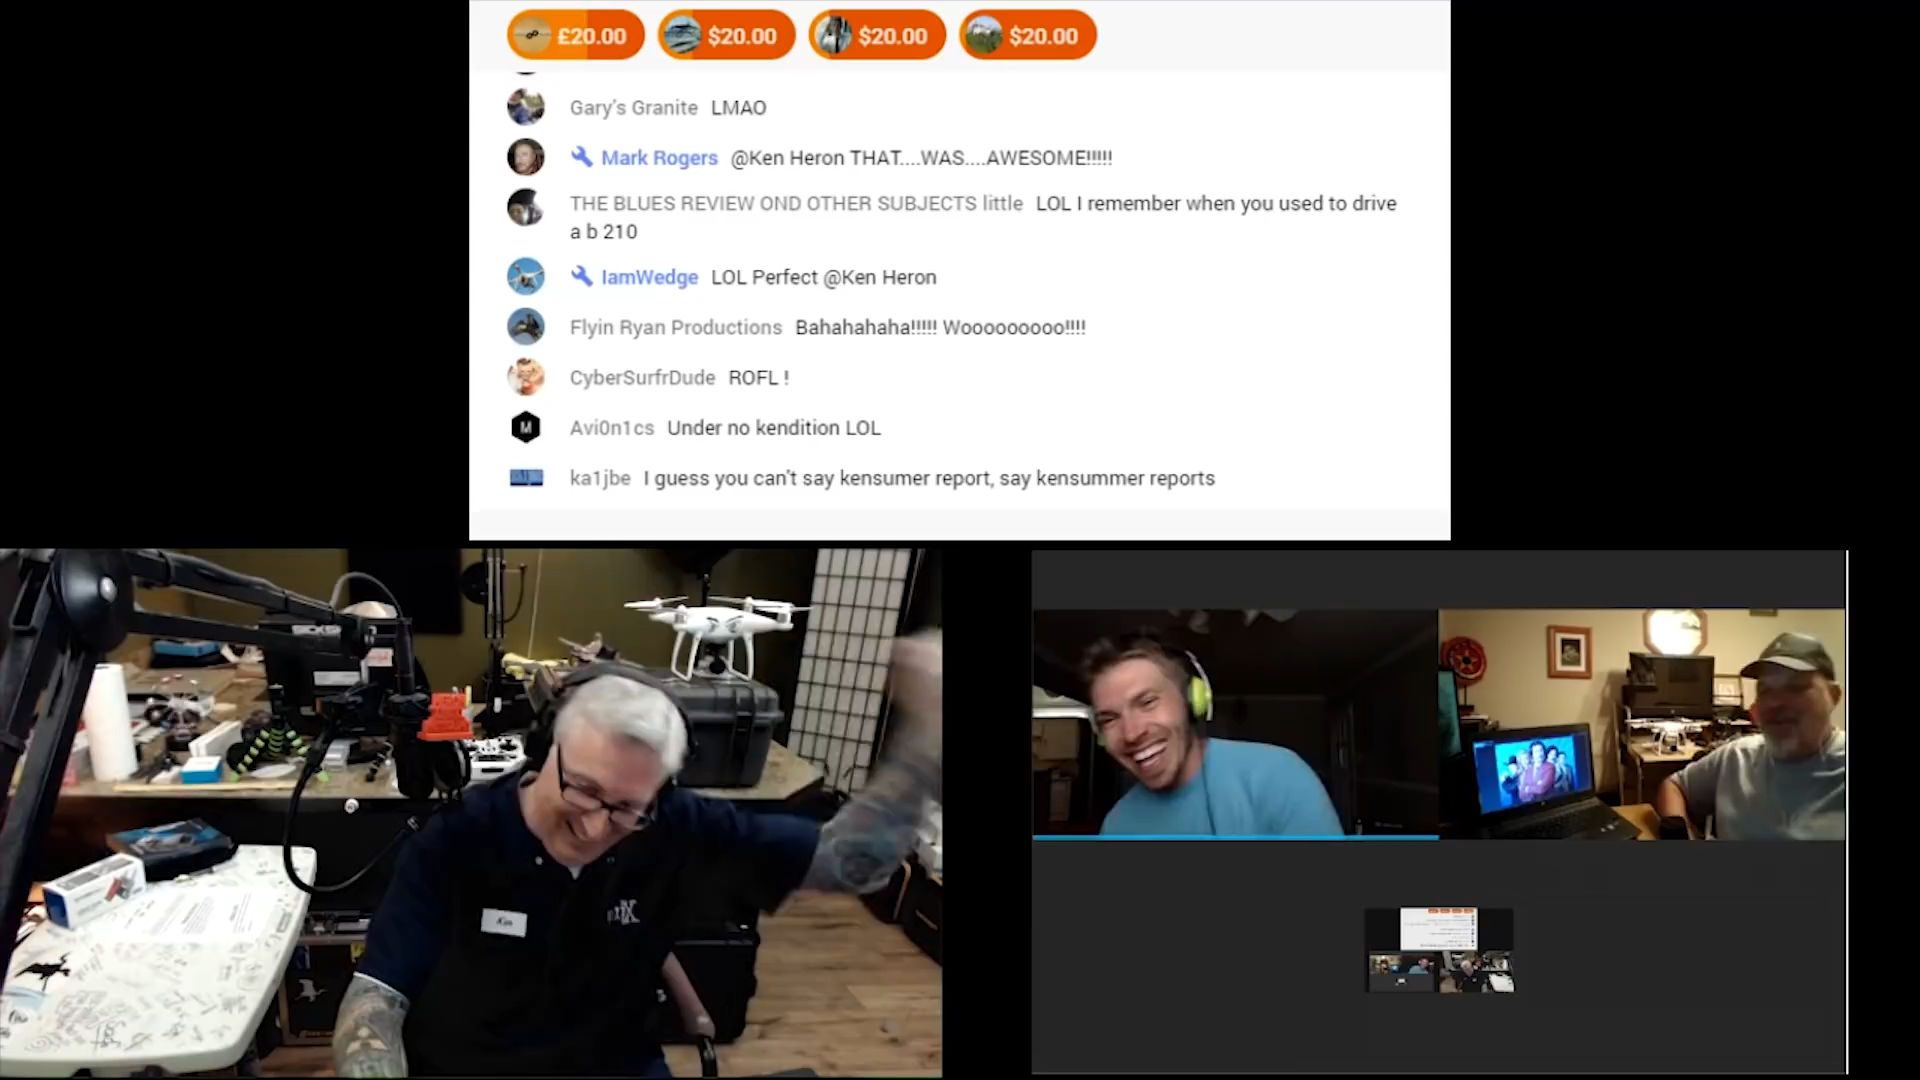 £20.00 $20.00 $20.00 $20.00
Gary's Granite LMAO
Mark Rogers @Ken Heron THAT....WAS....AWESOME!!!!!
THE BLUES REVIEW OND OTHER SUBJECTS little LOL I remember when you used to drive
a b 210
IamWedge LOL Perfect @Ken Heron
Flyin Ryan Productions Bahahahaha!!!!! Wooooooooo!!!!
CyberSurfrDude ROFL !
M Avi0n1cs Under no kendition LOL
ka1jbe I guess you can't say kensumer report, say kensummer reports
Ken